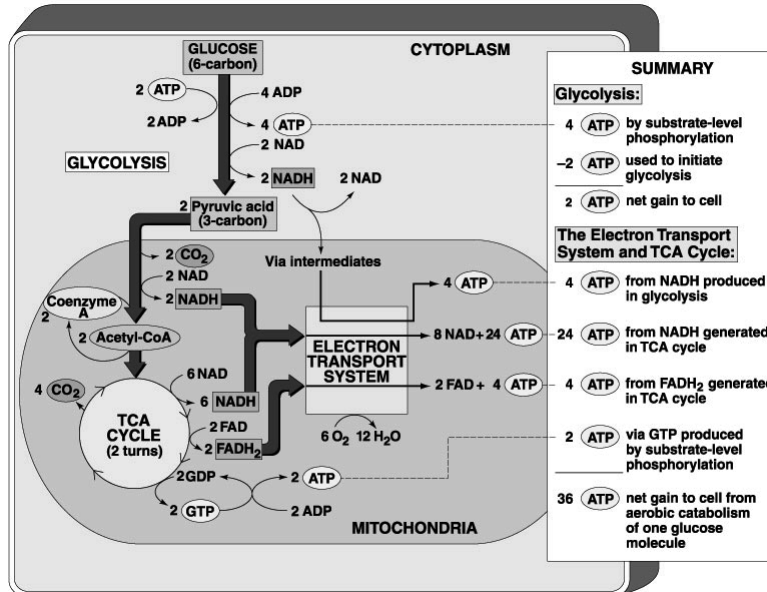 GLUCOSE
(6-carbon)
CYTOPLASM
2 ATP
4 ADP
2 ADP
4 ATP
2 NAD
GLYCOLYSIS
2 NADH
2 NAD
2 Pyruvic acid
(3-carbon)
2 CO2
Via intermediates
2 NAD
2 NADH
Coenzyme
A
2
2 Acetyl-CoA
4 ATP
ELECTRON
TRANSPORT
SYSTEM
8 NAD+24 ATP
2 FAD+ 4 ATP
6 NAD
4 CO2
6 NADH
TCA
CYCLE
(2 turns)
2 FAD
2 FADH2
6 O2 12 H2O
2GDP
2 ATP
2 GTP
2 ADP
MITOCHONDRIA
SUMMARY
Glycolysis:
4 ATP by substrate-level
phosphorylation
–2 ATP used to initiate
glycolysis
2 ATP net gain to cell
The Electron Transport
System and TCA Cycle:
4 ATP from NADH produced
in glycolysis
24 ATP from NADH generated
in TCA cycle
4 ATP from FADH2 generated
in TCA cycle
2 ATP via GTP produced
by substrate-level
phosphorylation
36 ATP net gain to cell from
aerobic catabolism
of one glucose
molecule